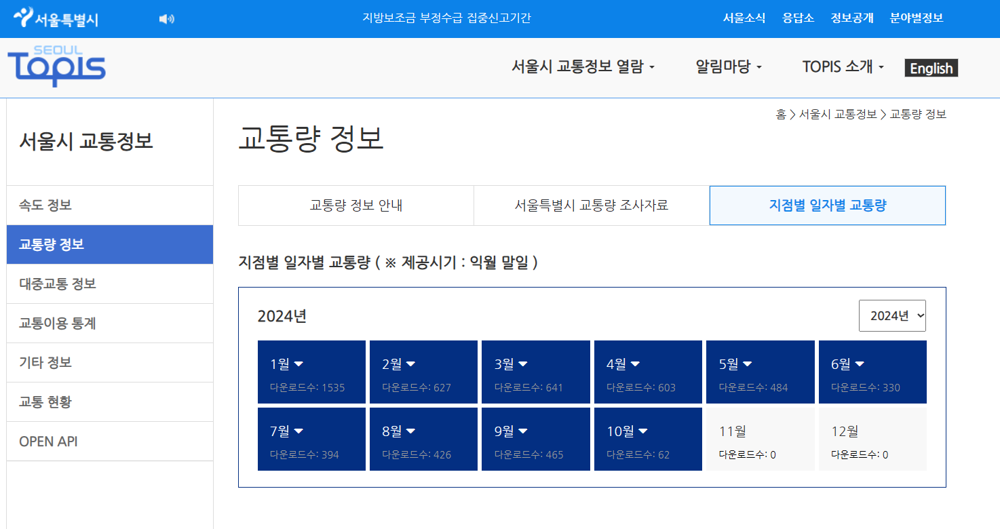 서울특별시
지방보조금 부정수급 집중신고기간
서울소식 응답소 정보공개 분야별정보
SEOUL
TOPIS
서울시 교통정보 열람 알림마당 TOPIS 소개 English
홈 > 서울시 교통정보 > 교통량 정보
서울시 교통정보
속도 정보
교통량 정보
대중교통 정보
교통이용 통계
기타 정보
교통 현황
OPEN API
교통량 정보
교통량 정보 안내 서울특별시 교통량 조사자료 지점별 일자별 교통량
지점별 일자별 교통량 ( ※ 제공시기 : 익월 말일 )
2024년 2024년
1월 2월 3월 4월 5월 6월
다운로드수: 1535 다운로드수: 627 다운로드수: 641 다운로드수: 603 다운로드수: 484 다운로드수: 330
7월 8월 9월 10월 11월 12월
다운로드수: 394 다운로드수: 426 다운로드수: 465 다운로드수: 62 다운로드수: 0 다운로드수: 0